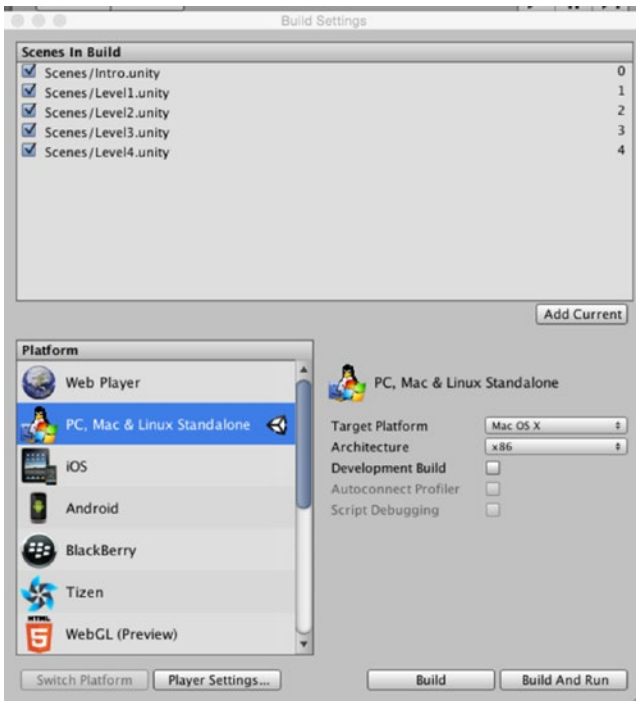 Build Settings
Scenes In Build
Scenes/Intro.unity 0
Scenes/Level1.unity 1
Scenes/Level2.unity 2
Scenes/Level3.unity 3
Scenes/Level4.unity 4
Add Current
Platform
Web Player
PC, Mac & Linux Standalone
iOS
Android
BlackBerry
Tizen
HTML
5
WebGL (Preview)
PC, Mac & Linux Standalone
Target Platform Mac OS X
Architecture x86
Development Build
Autoconnect Profiler
Script Debugging
Switch Platform Player Settings... Build Build And Run